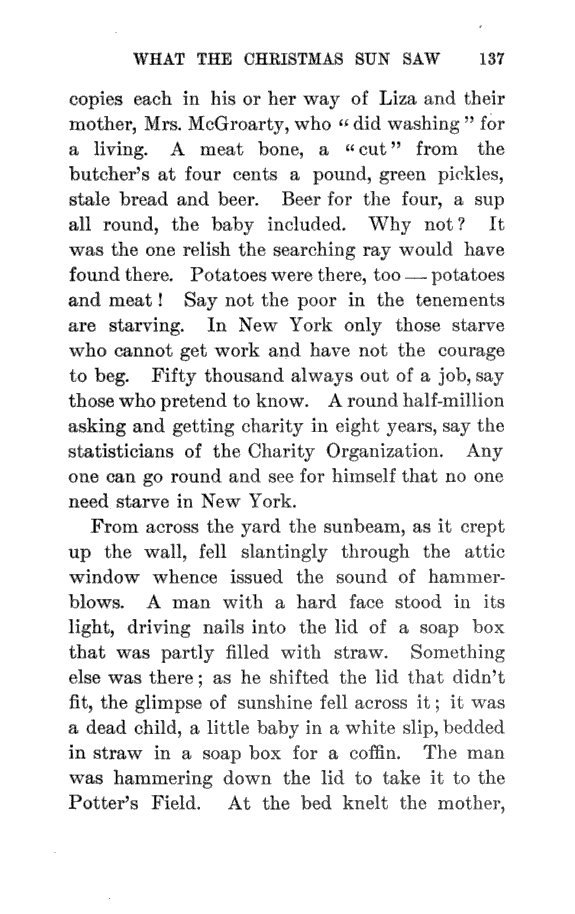 WHAT THE CHRISTMAS SUN SAW 137
copies each in his or her way of Liza and their
mother, Mrs. McGroarty, who “did washing” for
a living. A meat bone, a “cut” from the
butcher's at four cents a pound, green pickles,
stale bread and beer. Beer for the four, a sup
all round, the baby included. Why not? It
was the one relish the searching ray would have
found there. Potatoes were there, too — potatoes
and meat! Say not the poor in the tenements
are starving. In New York only those starve
who cannot get work and have not the courage
to beg. Fifty thousand always out of a job, say
those who pretend to know. A round half-million
asking and getting charity in eight years, say the
statisticians of the Charity Organization. Any
one can go round and see for himself that no one
need starve in New York.
From across the yard the sunbeam, as it crept
up the wall, fell slantingly through the attic
window whence issued the sound of hammer-
blows. A man with a hard face stood in its
light, driving nails into the lid of a soap box
that was partly filled with straw. Something
else was there; as he shifted the lid that didn't
fit, the glimpse of sunshine fell across it; it was
a dead child, a little baby in a white slip, bedded
in straw in a soap box for a coffin. The man
was hammering down the lid to take it to the
Potter's Field. At the bed knelt the mother,